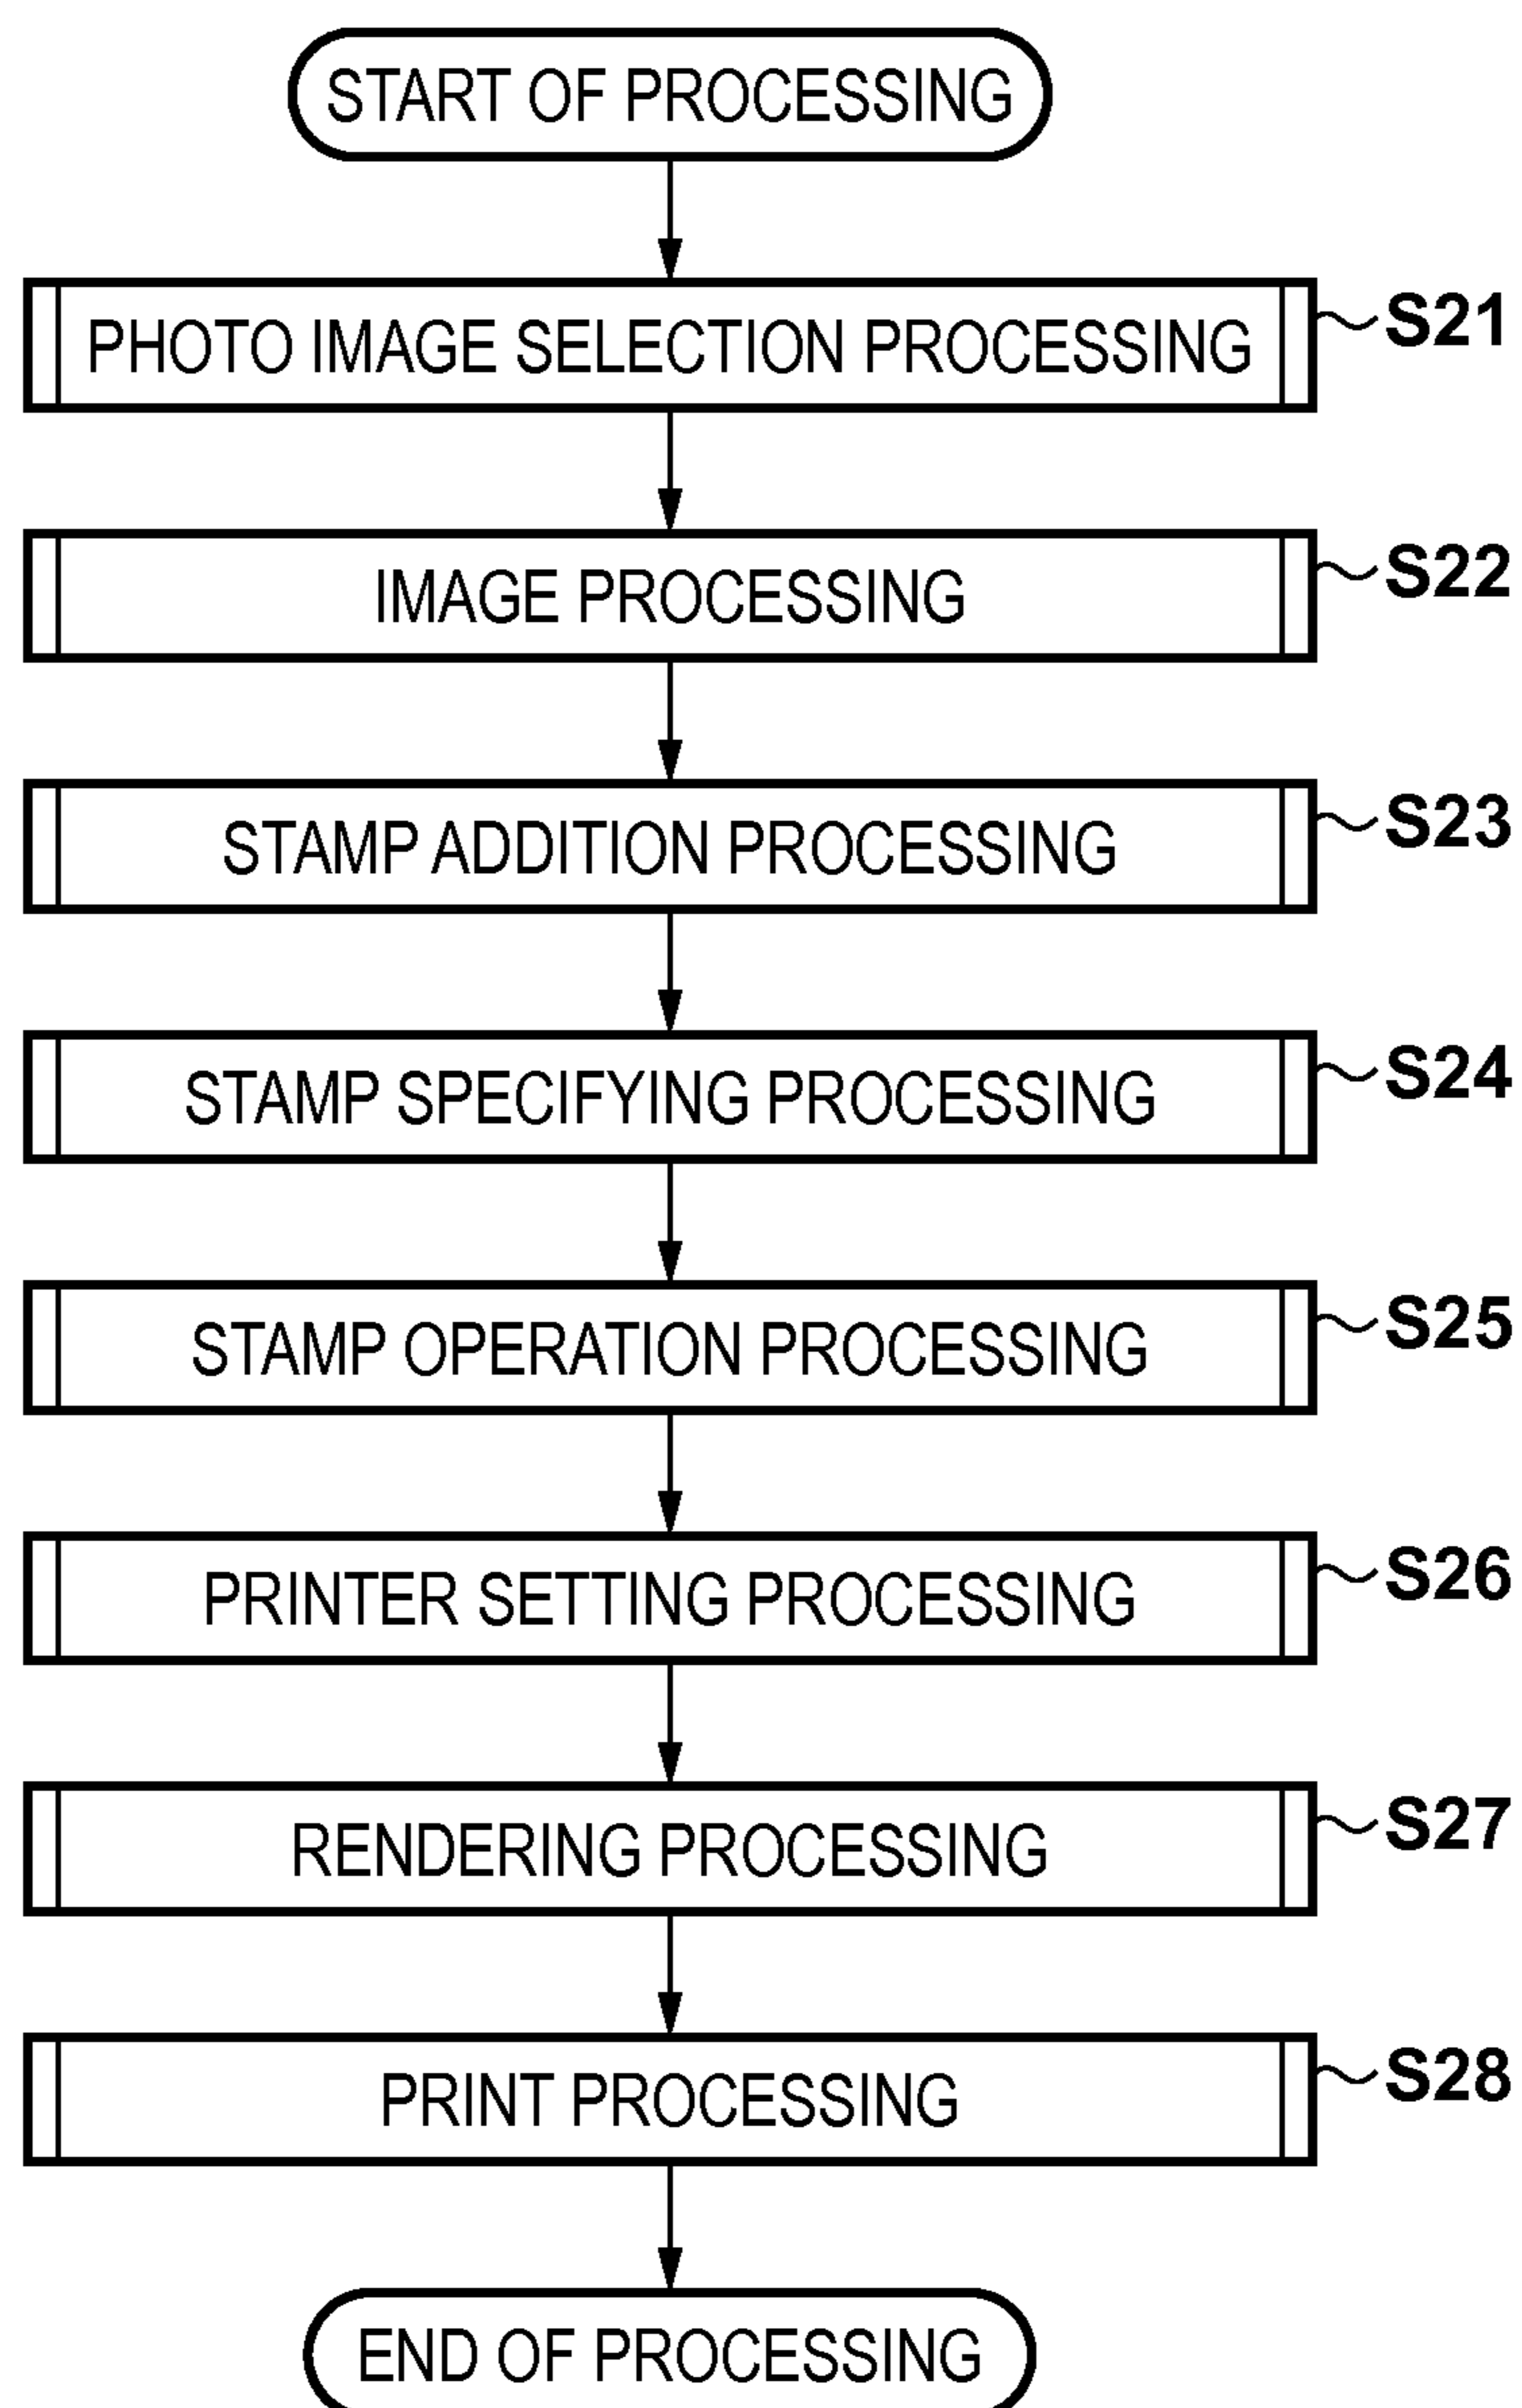 START OF PROCESSING
PHOTO IMAGE SELECTION PROCESSING S21
IMAGE PROCESSING S22
STAMP ADDITION PROCESSING S23
STAMP SPECIFYING PROCESSING S24
STAMP OPERATION PROCESSING S25
PRINTER SETTING PROCESSING S26
RENDERING PROCESSING S27
PRINT PROCESSING S28
END OF PROCESSING